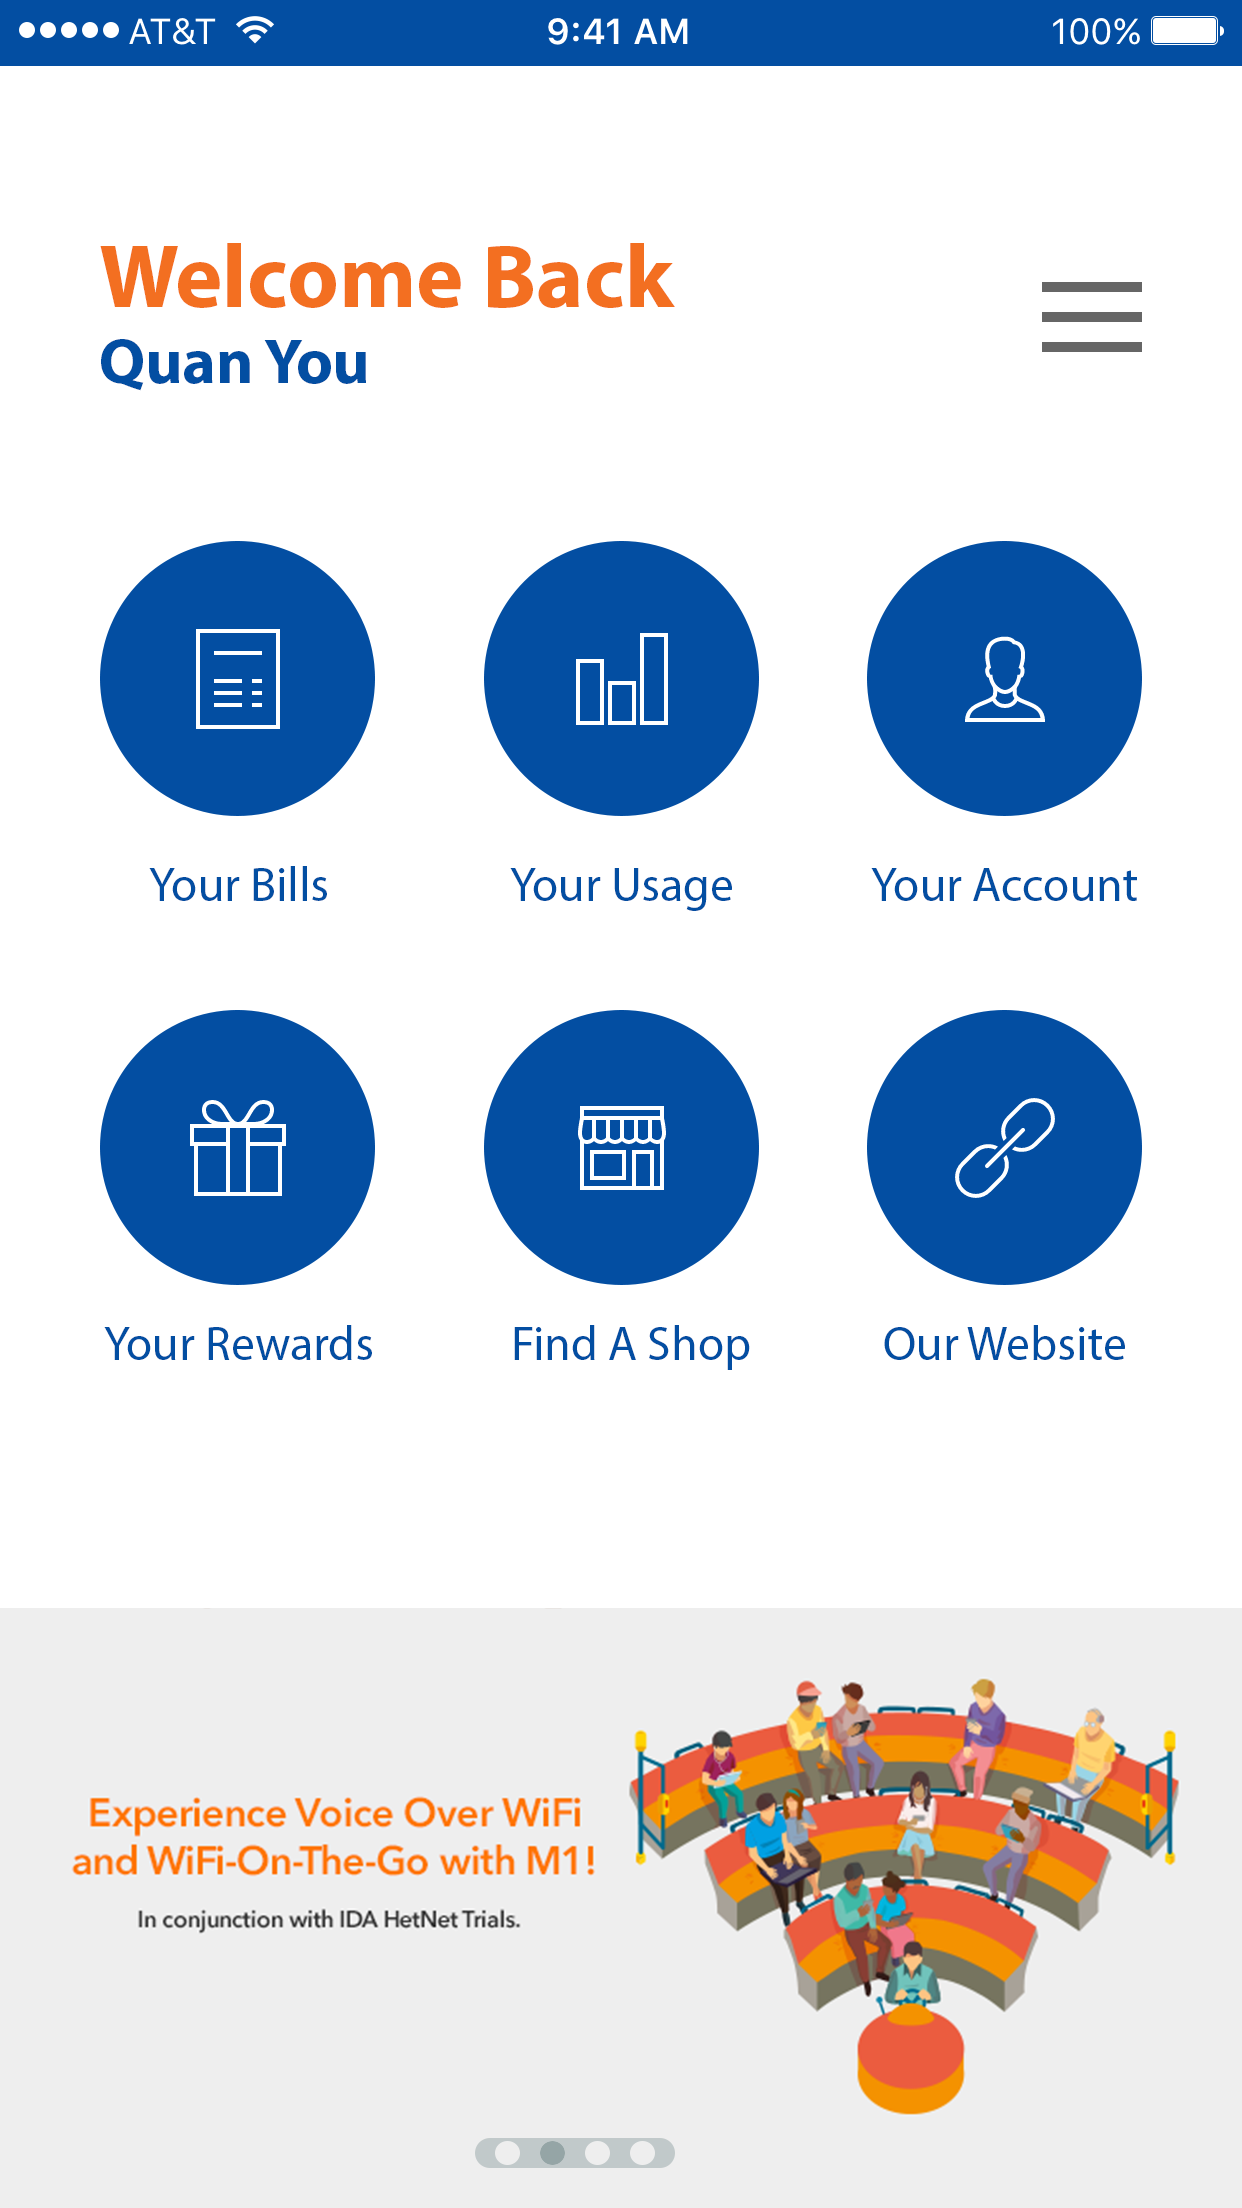 AT&T 9:41 AM 100%
Welcome Back
Quan You
Your Bills Your Usage Your Account
Your Rewards Find A Shop Our Website
Experience Voice Over WiFi
and WiFi-On-The-Go with M1!
In conjunction with IDA HetNet Trials.